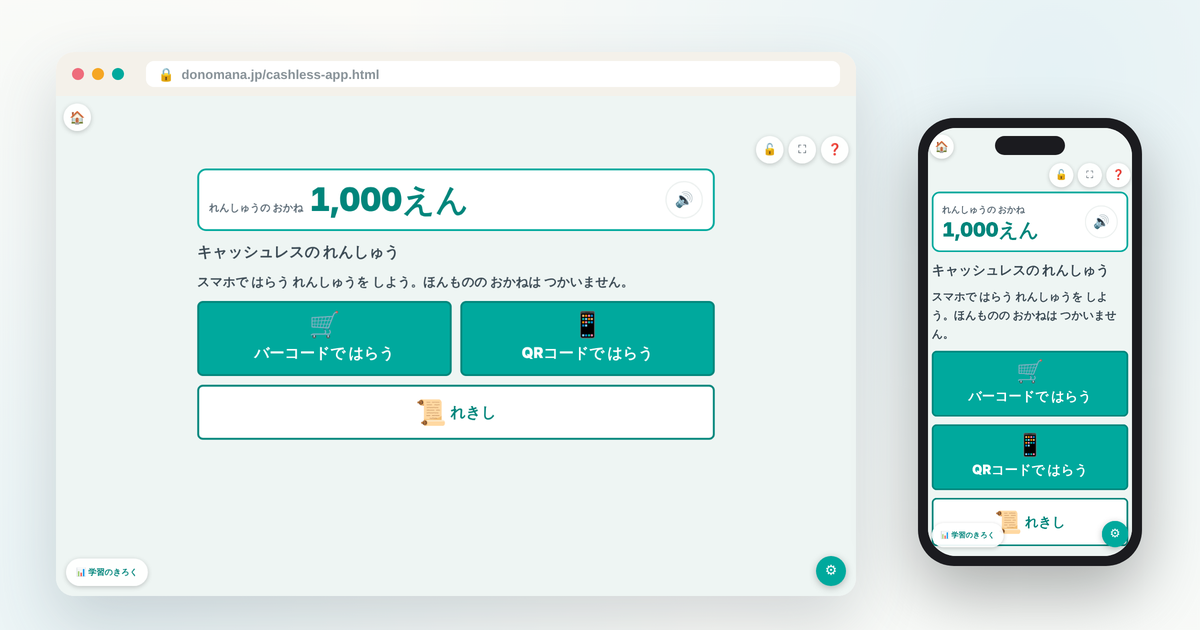 donomana.jp/cashless-app.html
れんしゅうの おかね 1,000えん
キャッシュレスの れんしゅう
スマホで はらう れんしゅうを しよう。ほんものの おかねは つかいません。
バーコードで はらう
QRコードで はらう
れきし
学習のきろく
れんしゅうの おかね
1,000えん
キャッシュレスの れんしゅう
スマホで はらう れんしゅうを しよ
う。ほんものの おかねは つかいませ
ん。
バーコードで はらう
QRコードで はらう
れきし
学習のきろく